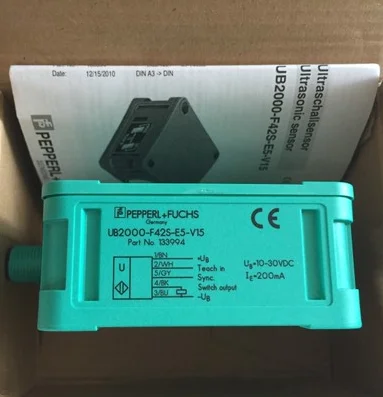 Date: 12/15/2010 DIN A3 -> DIN
Ultraschallsensor
Ultrasonic sensor
UB2000-F42S-E5-V15
PEPPERL+
PEPPERL+FUCHS
Germany
UB2000-F42S-E5-V15
Part No. 133994
CE
U
1/BN +UB
2/WH Teach in
5/GY Sync.
4/BK Switch output
3/BU -UB
UB=10-30VDC
IE=200mA